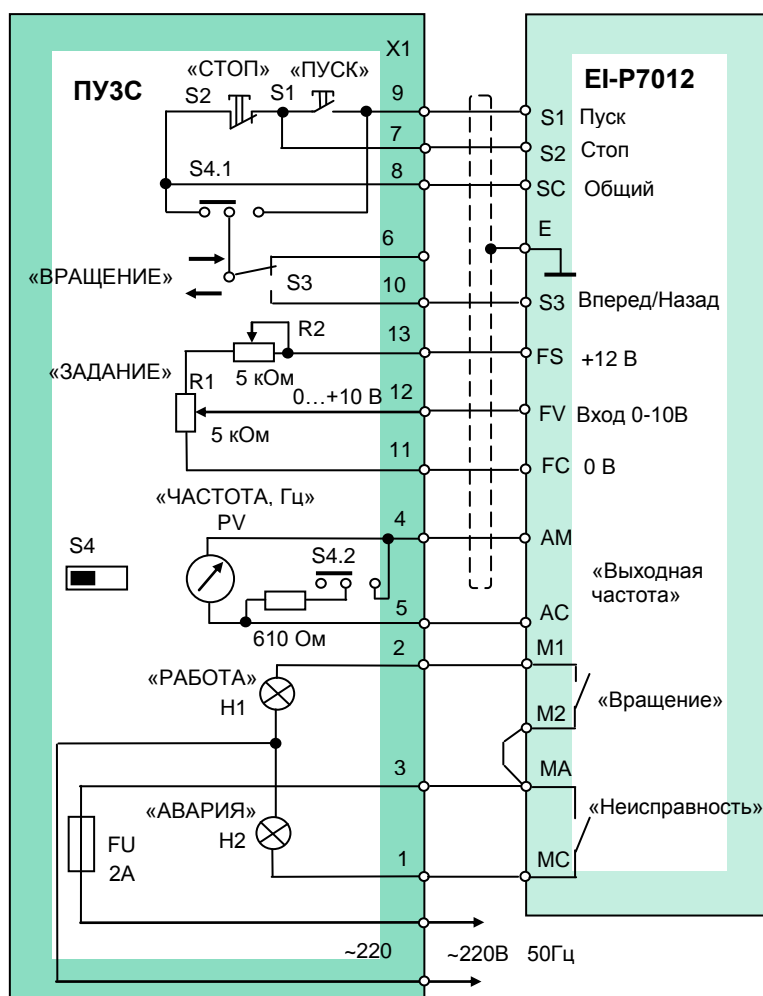 X1
ПУ3С
«СТОП» «ПУСК»
S2 S1
9
7
8
S4.1
6
10
«ВРАЩЕНИЕ»
S3
13
R2
5 кОм
«ЗАДАНИЕ»
R1
0…+10 В
12
5 кОм
11
«ЧАСТОТА, Гц»
PV
4
S4
S4.2
610 Ом
5
2
«РАБОТА»
H1
3
«АВАРИЯ»
H2
FU
2А
1
~220
~220В 50Гц
EI-P7012
S1 Пуск
S2 Стоп
SC Общий
E
S3 Вперед/Назад
FS +12 В
FV Вход 0-10В
FC 0 В
AM
«Выходная
частота»
AC
M1
M2
«Вращение»
MA
«Неисправность»
MC